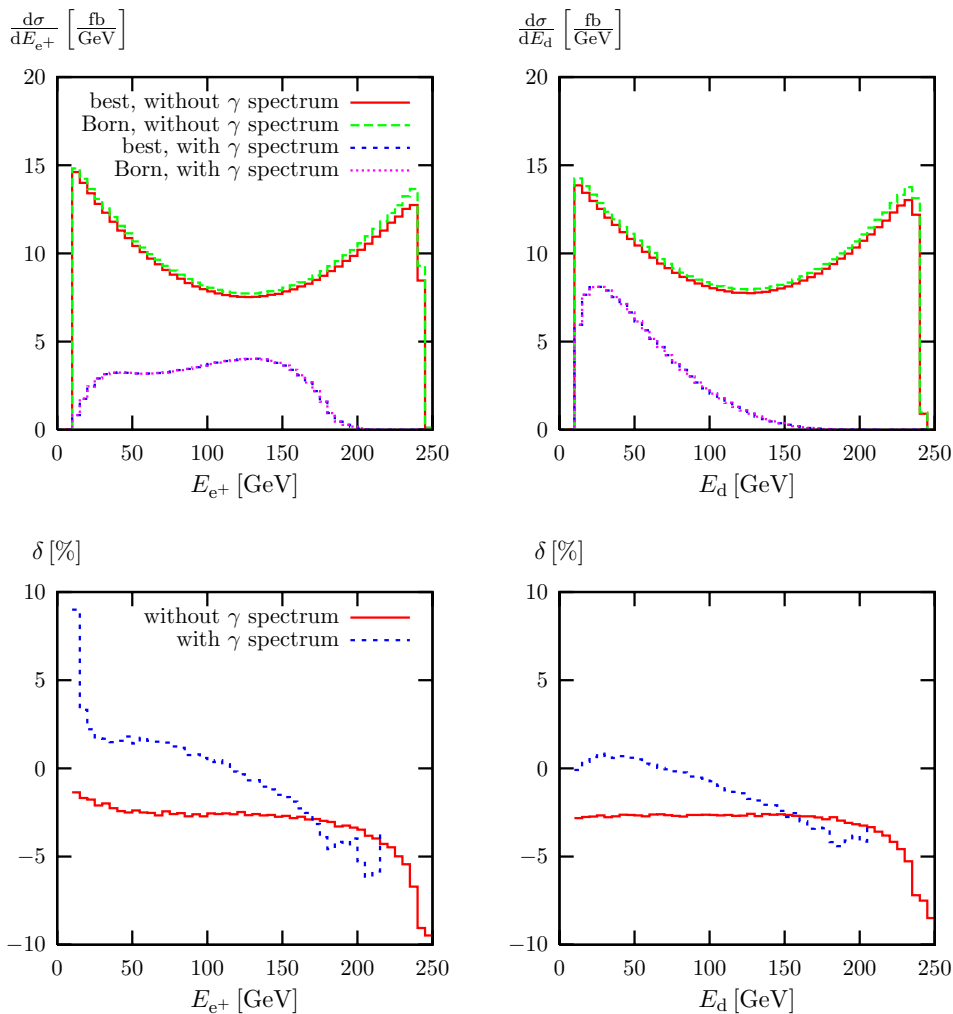 dσ/dE_e+ [fb/GeV]
20
15
10
5
0
best, without γ spectrum
Born, without γ spectrum
best, with γ spectrum
Born, with γ spectrum
0 50 100 150 200 250
E_e+ [GeV]
dσ/dE_d [fb/GeV]
20
15
10
5
0
0 50 100 150 200 250
E_d [GeV]
δ [%]
10
5
0
−5
−10
without γ spectrum
with γ spectrum
0 50 100 150 200 250
E_e+ [GeV]
δ [%]
10
5
0
−5
−10
0 50 100 150 200 250
E_d [GeV]